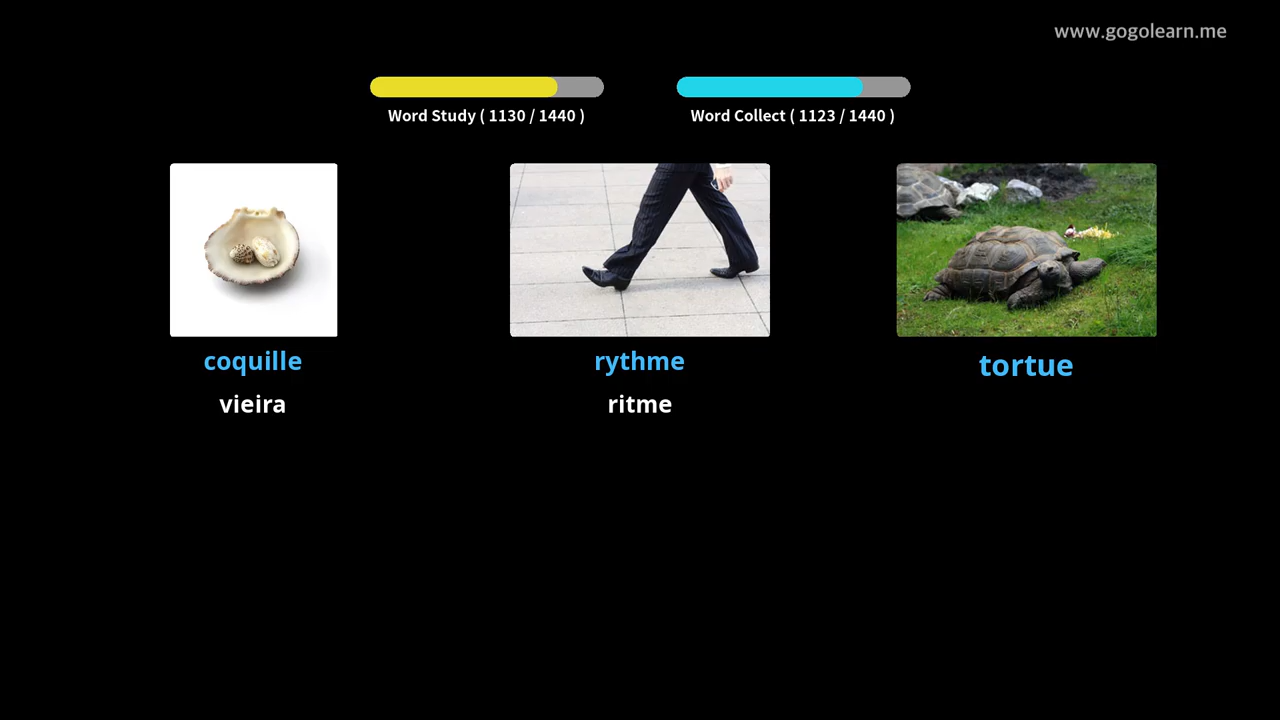 www.gogolearn.me
Word Study ( 1130 / 1440 )
Word Collect ( 1123 / 1440 )
coquille
rythme
tortue
vieira
ritme